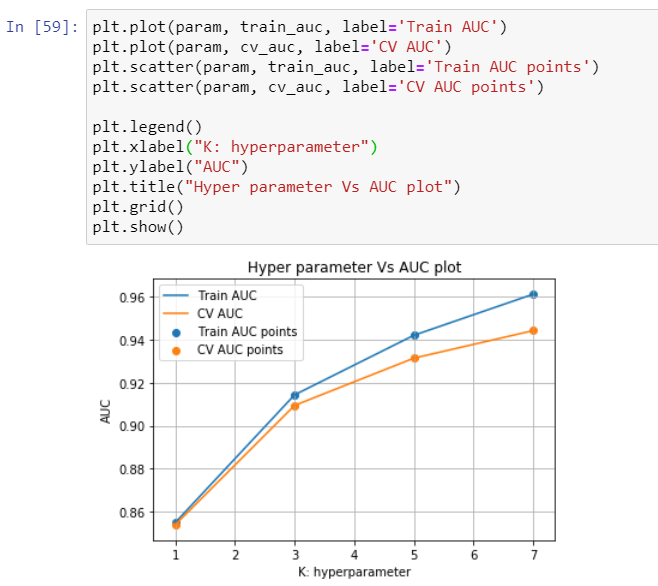 In [59]:
plt.plot(param, train_auc, label='Train AUC')
plt.plot(param, cv_auc, label='CV AUC')
plt.scatter(param, train_auc, label='Train AUC points')
plt.scatter(param, cv_auc, label='CV AUC points')
plt.legend()
plt.xlabel("K: hyperparameter")
plt.ylabel("AUC")
plt.title("Hyper parameter Vs AUC plot")
plt.grid()
plt.show()
Hyper parameter Vs AUC plot
Train AUC
CV AUC
Train AUC points
CV AUC points
AUC
0.96
0.94
0.92
0.90
0.88
0.86
1 2 3 4 5 6 7
K: hyperparameter